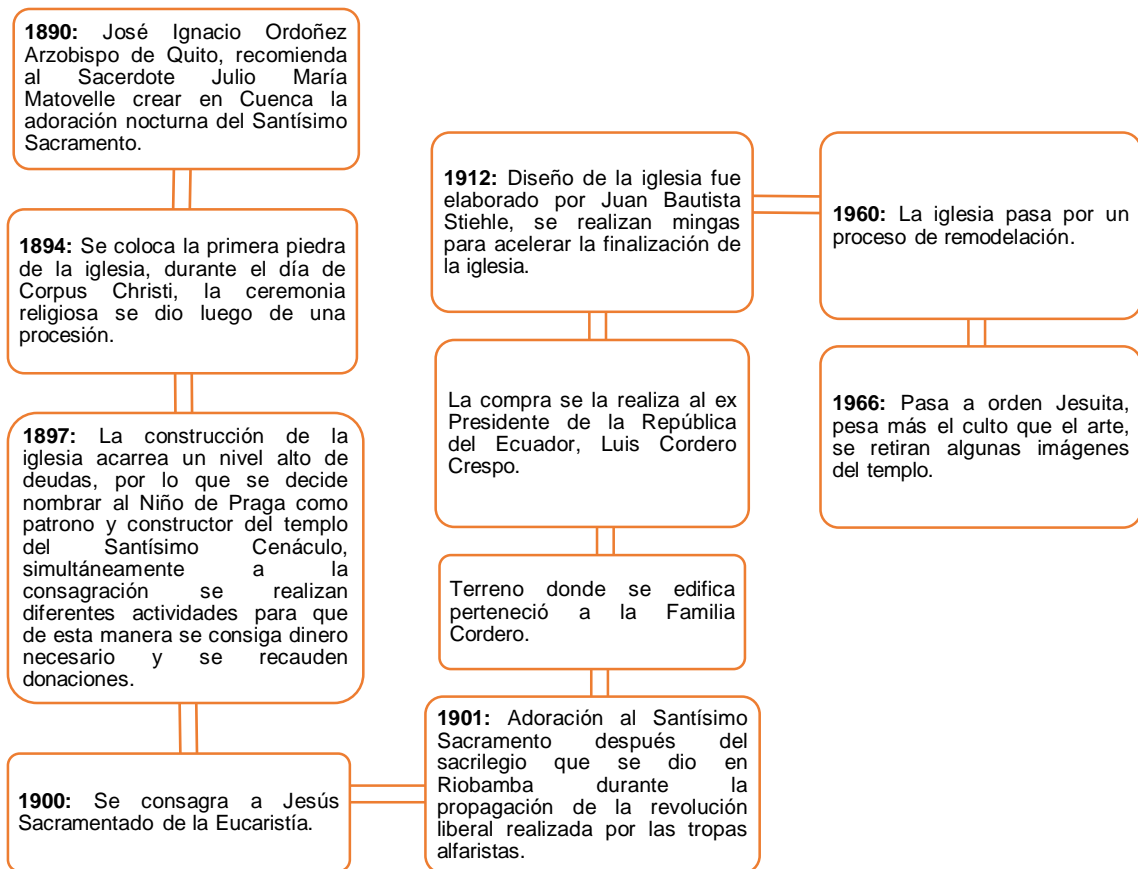 1890: José Ignacio Ordoñez
Arzobispo de Quito, recomienda
al Sacerdote Julio María
Matovelle crear en Cuenca la
adoración nocturna del Santísimo
Sacramento.
1894: Se coloca la primera piedra
de la iglesia, durante el día de
Corpus Christi, la ceremonia
religiosa se dio luego de una
procesión.
1897: La construcción de la
iglesia acarrea un nivel alto de
deudas, por lo que se decide
nombrar al Niño de Praga como
patrono y constructor del templo
del Santísimo Cenáculo,
simultáneamente a la
consagración se realizan
diferentes actividades para que
de esta manera se consiga dinero
necesario y se recauden
donaciones.
1900: Se consagra a Jesús
Sacramentado de la Eucaristía.
1901: Adoración al Santísimo
Sacramento después del
sacrilegio que se dio en
Riobamba durante la
propagación de la revolución
liberal realizada por las tropas
alfaristas.
Terreno donde se edifica
perteneció a la Familia
Cordero.
La compra se la realiza al ex
Presidente de la República
del Ecuador, Luis Cordero
Crespo.
1912: Diseño de la iglesia fue
elaborado por Juan Bautista
Stiehle, se realizan mingas
para acelerar la finalización de
la iglesia.
1960: La iglesia pasa por un
proceso de remodelación.
1966: Pasa a orden Jesuita,
pesa más el culto que el arte,
se retiran algunas imágenes
del templo.